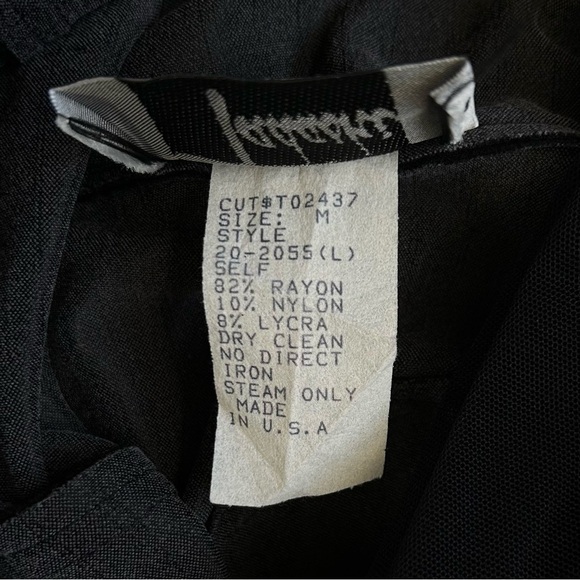 CUT$T02437
SIZE: M
STYLE
20-2055(L)
SELF
82% RAYON
10% NYLON
8% LYCRA
DRY CLEAN
NO DIRECT
IRON
STEAM ONLY
MADE
IN U.S.A